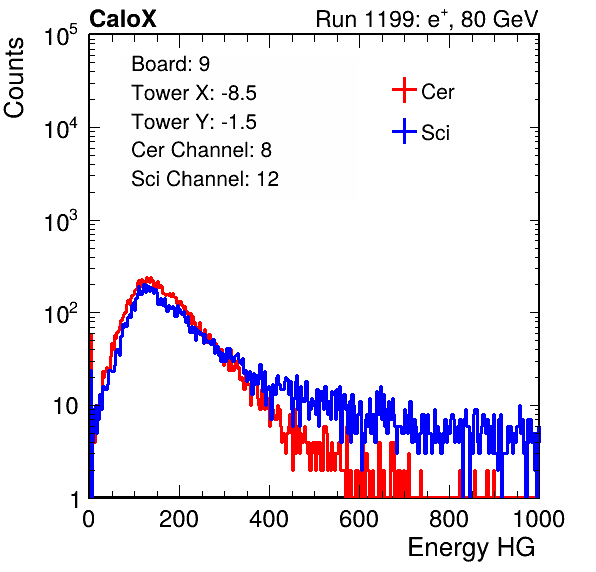 CaloX Run 1199: e⁺, 80 GeV
Counts
10⁵
10⁴
10³
10²
10
1
Board: 9
Tower X: -8.5
Tower Y: -1.5
Cer Channel: 8
Sci Channel: 12
Cer
Sci
0 200 400 600 800 1000
Energy HG